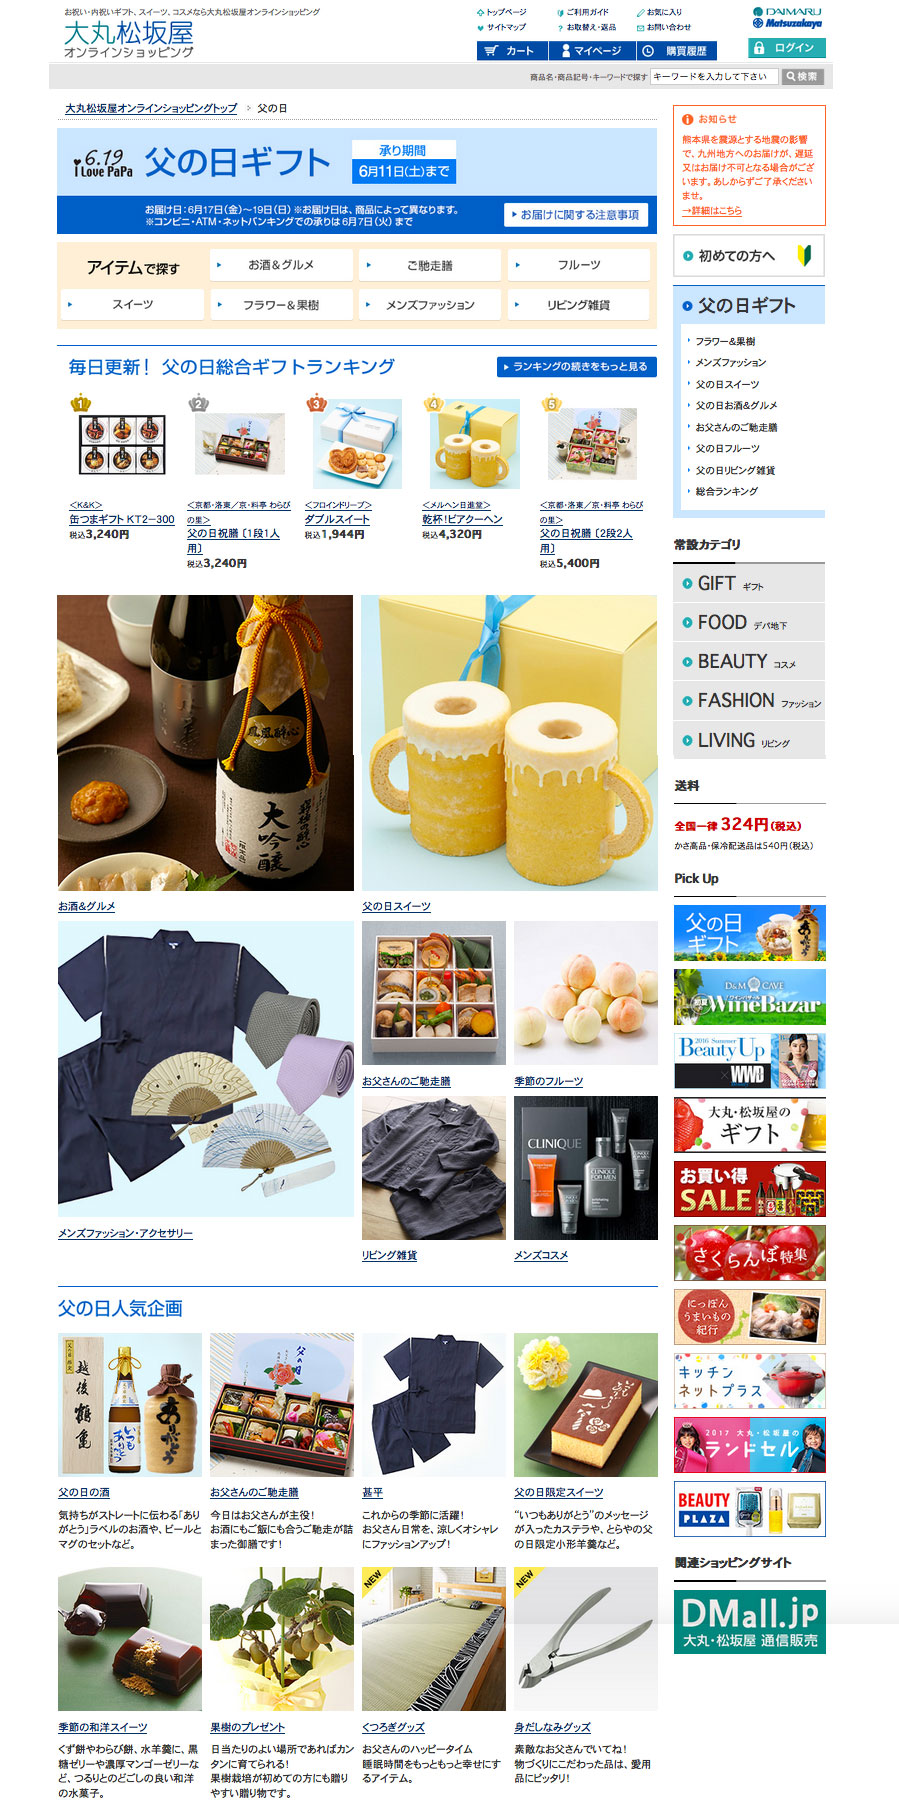 お祝い・内祝いギフト、スイーツ、コスメなら大丸松坂屋オンラインショッピング
大丸松坂屋
オンラインショッピング
トップページ
ご利用ガイド
お気に入り
サイトマップ
お取替え・返品
お問い合わせ
カート
マイページ
購買履歴
DAIMARU
Matsuzakaya
ログイン
商品名・商品記号・キーワードで探す
キーワードを入力して下さい
検索
大丸松坂屋オンラインショッピングトップ > 父の日
6.19
I Love PaPa
父の日ギフト
承り期間
6月11日(土)まで
お届け日：6月17日（金）〜19日（日）※お届け日は、商品によって異なります。
※コンビニ・ATM・ネットバンキングでの承りは6月7日（火）まで
お届けに関する注意事項
アイテムで探す
お酒＆グルメ
ご馳走膳
フルーツ
スイーツ
フラワー＆果樹
メンズファッション
リビング雑貨
毎日更新！ 父の日総合ギフトランキング
ランキングの続きをもっと見る
1
2
3
4
5
＜K&K＞
缶つまギフト KT2－300
税込3,240円
＜京都・洛東／京・料亭 わらびの里＞
父の日祝膳 〔1段1人用〕
税込3,240円
＜フロインドリーブ＞
ダブルスイート
税込1,944円
＜メルヘン日進堂＞
乾杯！ビアクーヘン
税込4,320円
＜京都・洛東／京・料亭 わらびの里＞
父の日祝膳 〔2段2人用〕
税込5,400円
鳳凰酔心
大吟醸
お酒&グルメ
父の日スイーツ
お父さんのご馳走膳
季節のフルーツ
CLINIQUE
CLINIQUE
FOR MEN
メンズファッション・アクセサリー
リビング雑貨
メンズコスメ
父の日人気企画
越後鶴亀
いつもありがとう
ありがとう
父の日
いつもありがとう
父の日の酒
気持ちがストレートに伝わる「ありがとう」ラベルのお酒や、ビールとマグのセットなど。
お父さんのご馳走膳
今日はお父さんが主役！
お酒にもご飯にも合うご馳走が詰まった御膳です！
甚平
これからの季節に活躍！
お父さん日常を、涼しくオシャレにファッションアップ！
父の日限定スイーツ
“いつもありがとう”のメッセージが入ったカステラや、とらやの父の日限定小形羊羹など。
NEW
NEW
季節の和洋スイーツ
くず餅やわらび餅、水羊羹に、黒糖ゼリーや濃厚マンゴーゼリーなど、つるりとのどごしの良い和洋の水菓子。
果樹のプレゼント
日当たりのよい場所であればカンタンに育てられる！
果樹栽培が初めての方にも贈りやすい贈り物です。
くつろぎグッズ
お父さんのハッピータイム
睡眠時間をもっともっと幸せにするアイテム。
身だしなみグッズ
素敵なお父さんでいてね！
物づくりにこだわった品は、愛用品にピッタリ！
お知らせ
熊本県を震源とする地震の影響で、九州地方へのお届けが、遅延又はお届け不可となる場合がございます。あしからずご了承くださいませ。
→詳細はこちら
初めての方へ
父の日ギフト
フラワー&果樹
メンズファッション
父の日スイーツ
父の日お酒&グルメ
お父さんのご馳走膳
父の日フルーツ
父の日リビング雑貨
総合ランキング
常設カテゴリ
GIFT ギフト
FOOD デパ地下
BEAUTY コスメ
FASHION ファッション
LIVING リビング
送料
全国一律 324円（税込）
かさ高品・保冷配送品は540円（税込）
Pick Up
父の日
ギフト
D&M CAVE
ワインバザール
Wine Bazar
2016 Summer
Beauty Up
×WWD
大丸・松坂屋の
ギフト
お買い得
SALE
さくらんぼ特集
にっぽん
うまいもの
紀行
キッチン
ネットプラス
2017 大丸・松坂屋の
ランドセル
BEAUTY
PLAZA
関連ショッピングサイト
DMall.jp
大丸・松坂屋 通信販売